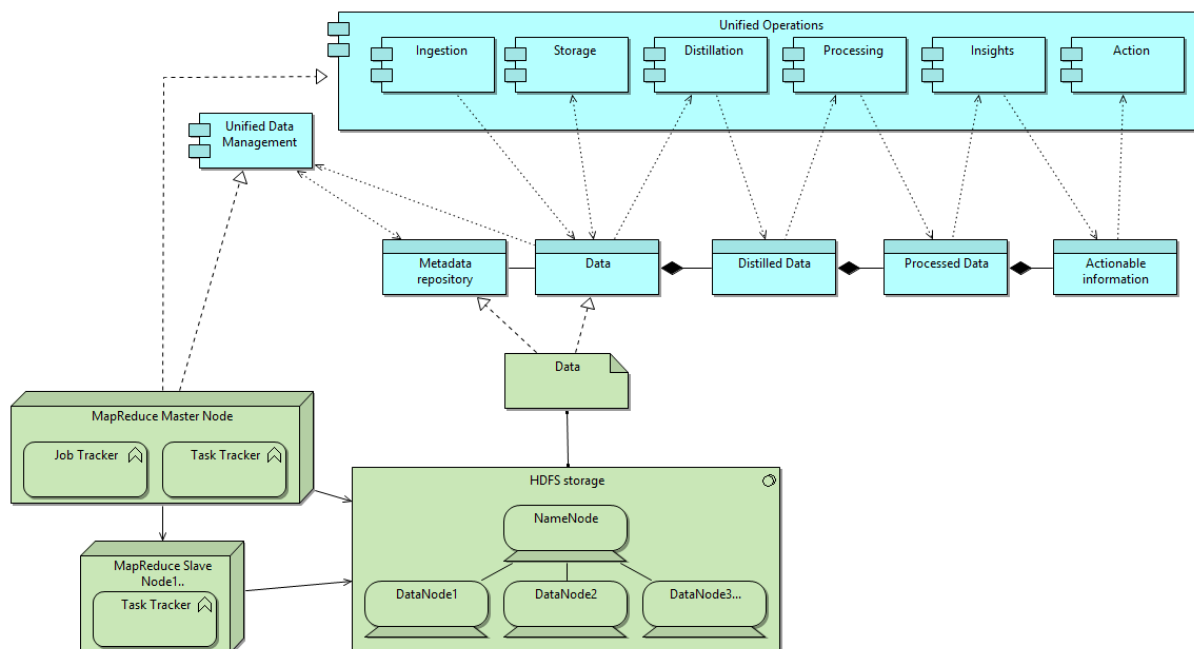 Unified Operations
Ingestion
Storage
Distillation
Processing
Insights
Action
Unified Data
Management
Metadata
repository
Data
Distilled Data
Processed Data
Actionable
information
Data
MapReduce Master Node
Job Tracker
Task Tracker
HDFS storage
NameNode
MapReduce Slave
Node1..
Task Tracker
DataNode1
DataNode2
DataNode3...